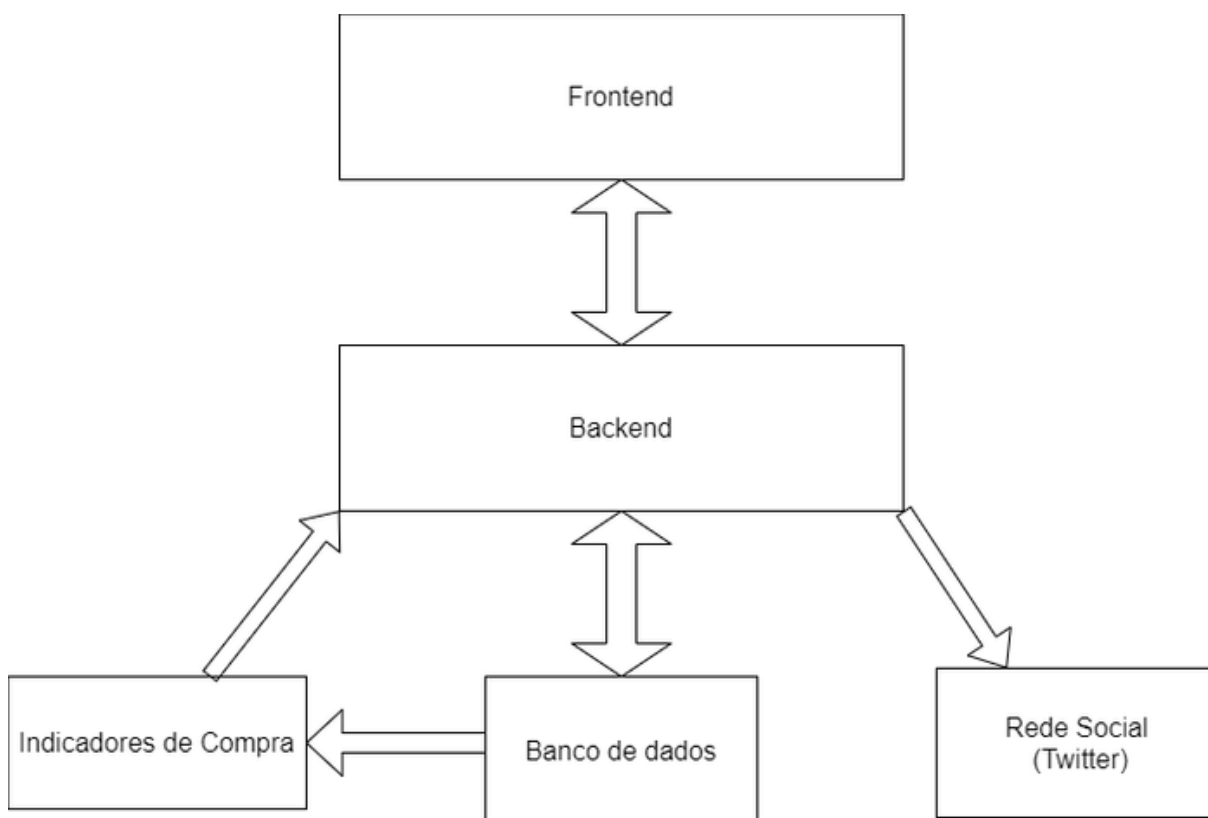 Frontend
Backend
Indicadores de Compra
Banco de dados
Rede Social
(Twitter)